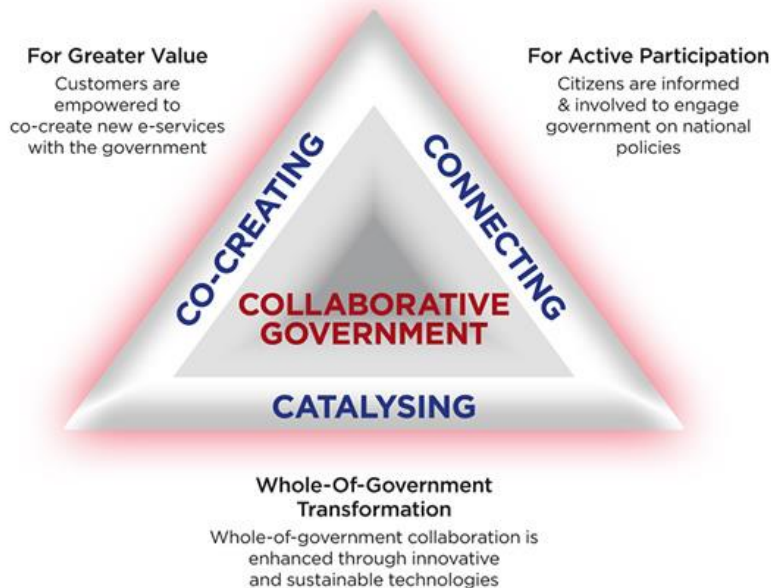 For Greater Value
Customers are
empowered to
co-create new e-services
with the government
For Active Participation
Citizens are informed
& involved to engage
government on national
policies
CO-CREATING
CONNECTING
COLLABORATIVE
GOVERNMENT
CATALYSING
Whole-Of-Government
Transformation
Whole-of-government collaboration is
enhanced through innovative
and sustainable technologies